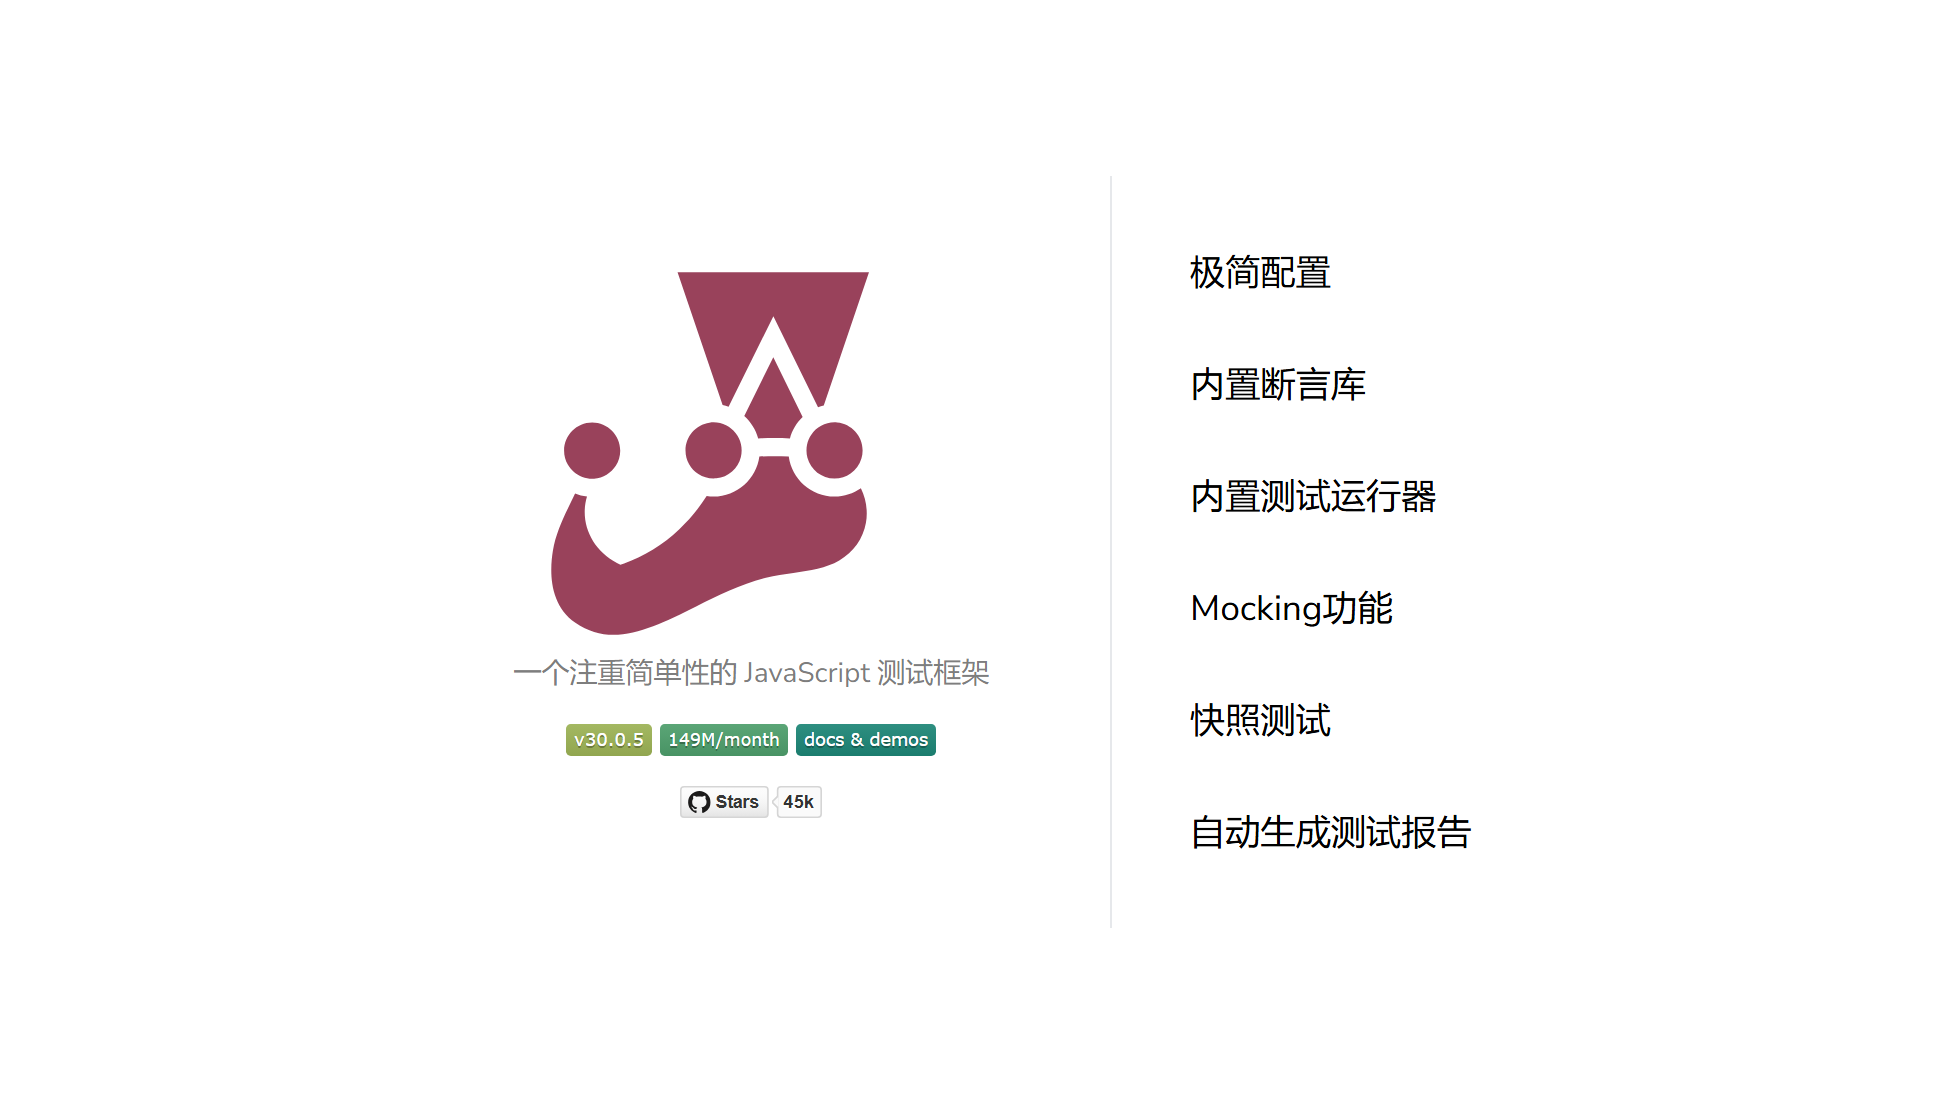 一个注重简单性的 JavaScript 测试框架
v30.0.5 149M/month docs & demos
Stars 45k
极简配置
内置断言库
内置测试运行器
Mocking功能
快照测试
自动生成测试报告